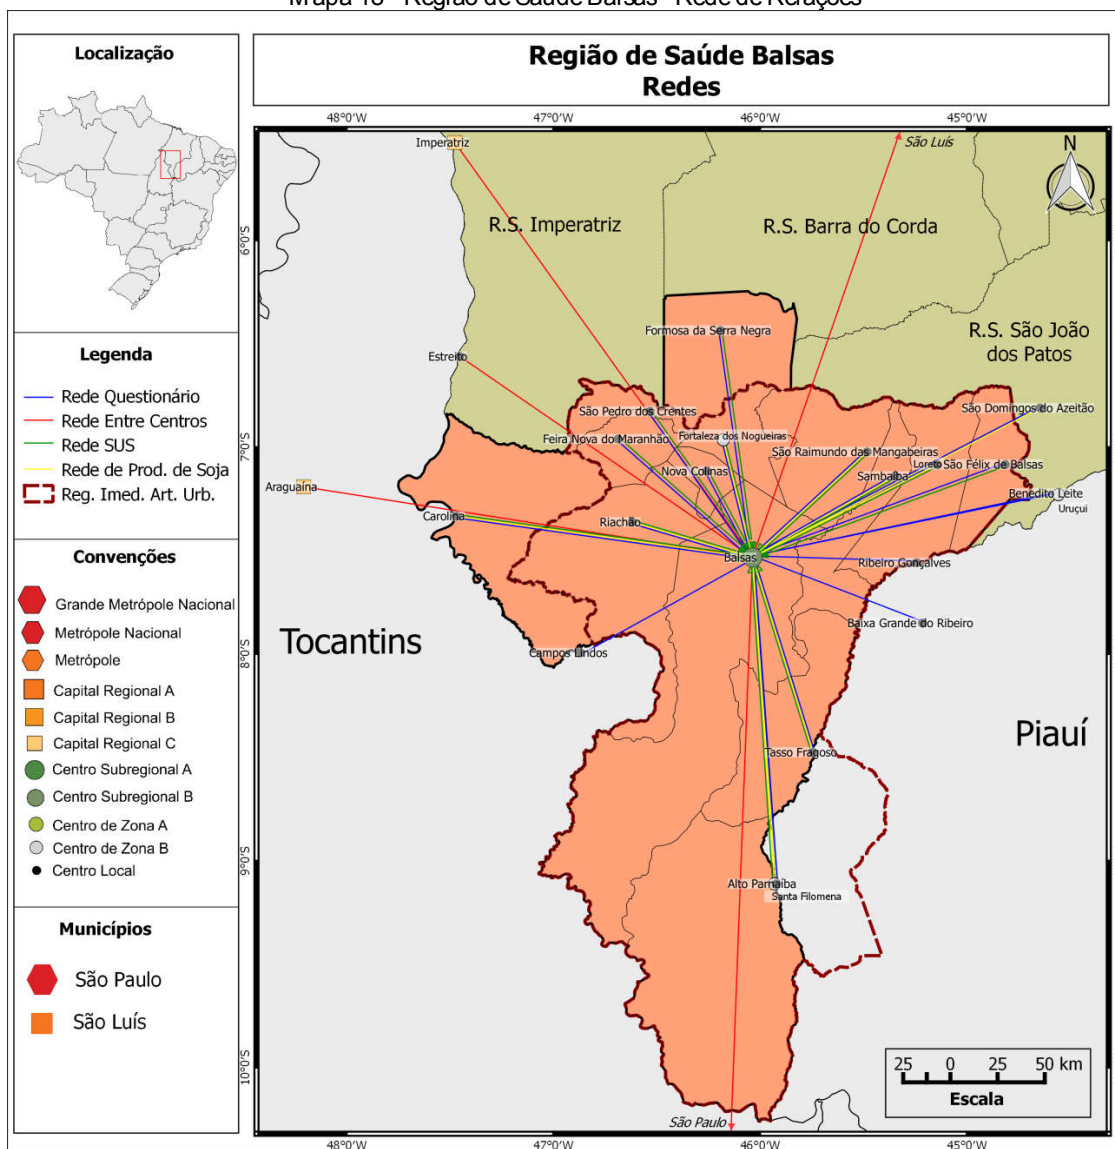 Mapa 18 - Região de Saúde Balsas - Rede de Relações
Localização
Legenda
Rede Questionário
Rede Entre Centros
Rede SUS
Rede de Prod. de Soja
Reg. Imed. Art. Urb.
Convenções
Grande Metrópole Nacional
Metrópole Nacional
Metrópole
Capital Regional A
Capital Regional B
Capital Regional C
Centro Subregional A
Centro Subregional B
Centro de Zona A
Centro de Zona B
Centro Local
Municípios
São Paulo
São Luís
Região de Saúde Balsas
Redes
48°0'W 47°0'W 46°0'W 45°0'W
Imperatriz
São Luís
N
R.S. Imperatriz
R.S. Barra do Corda
6°0'S
Formosa da Serra Negra
R.S. São João
dos Patos
Estreito
São Pedro dos Crentes
São Domingos do Azeitão
Feira Nova do Maranhão
Fortaleza dos Nogueiras
7°0'S
São Raimundo das Mangabeiras
Nova Colinas
Sambaíba
Loreto
São Félix de Balsas
Araguaína
Benedito Leite
Uruçuí
Carolina
Riachão
Balsas
Ribeiro Gonçalves
Baixa Grande do Ribeiro
Tocantins
Campos Lindos
8°0'S
Piauí
Tasso Fragoso
9°0'S
Alto Parnaíba
Santa Filomena
10°0'S
25 0 25 50 km
Escala
São Paulo
48°0'W 47°0'W 46°0'W 45°0'W